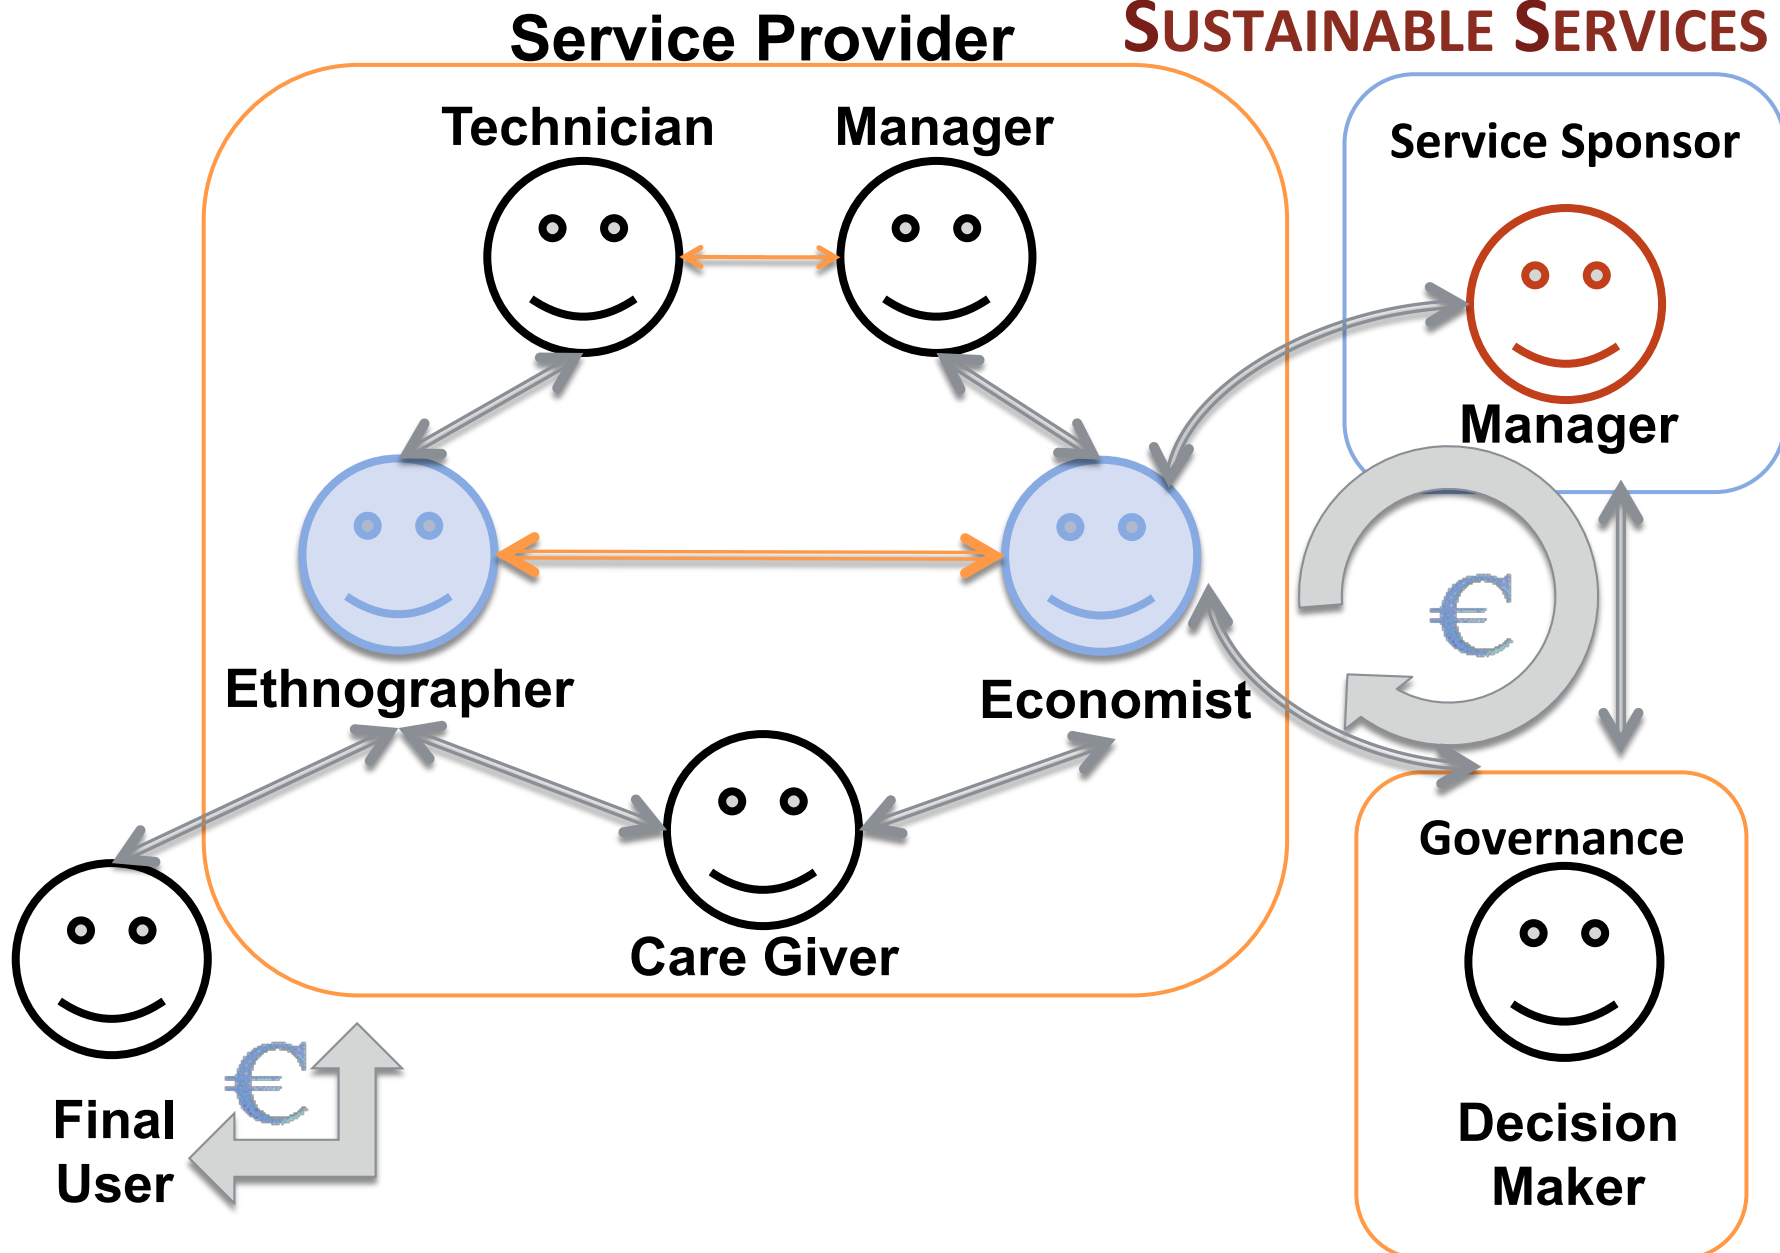 Service Provider
SUSTAINABLE SERVICES
Technician
Manager
Service Sponsor
Manager
Ethnographer
Economist
€
Care Giver
Governance
€
Final
User
Decision
Maker